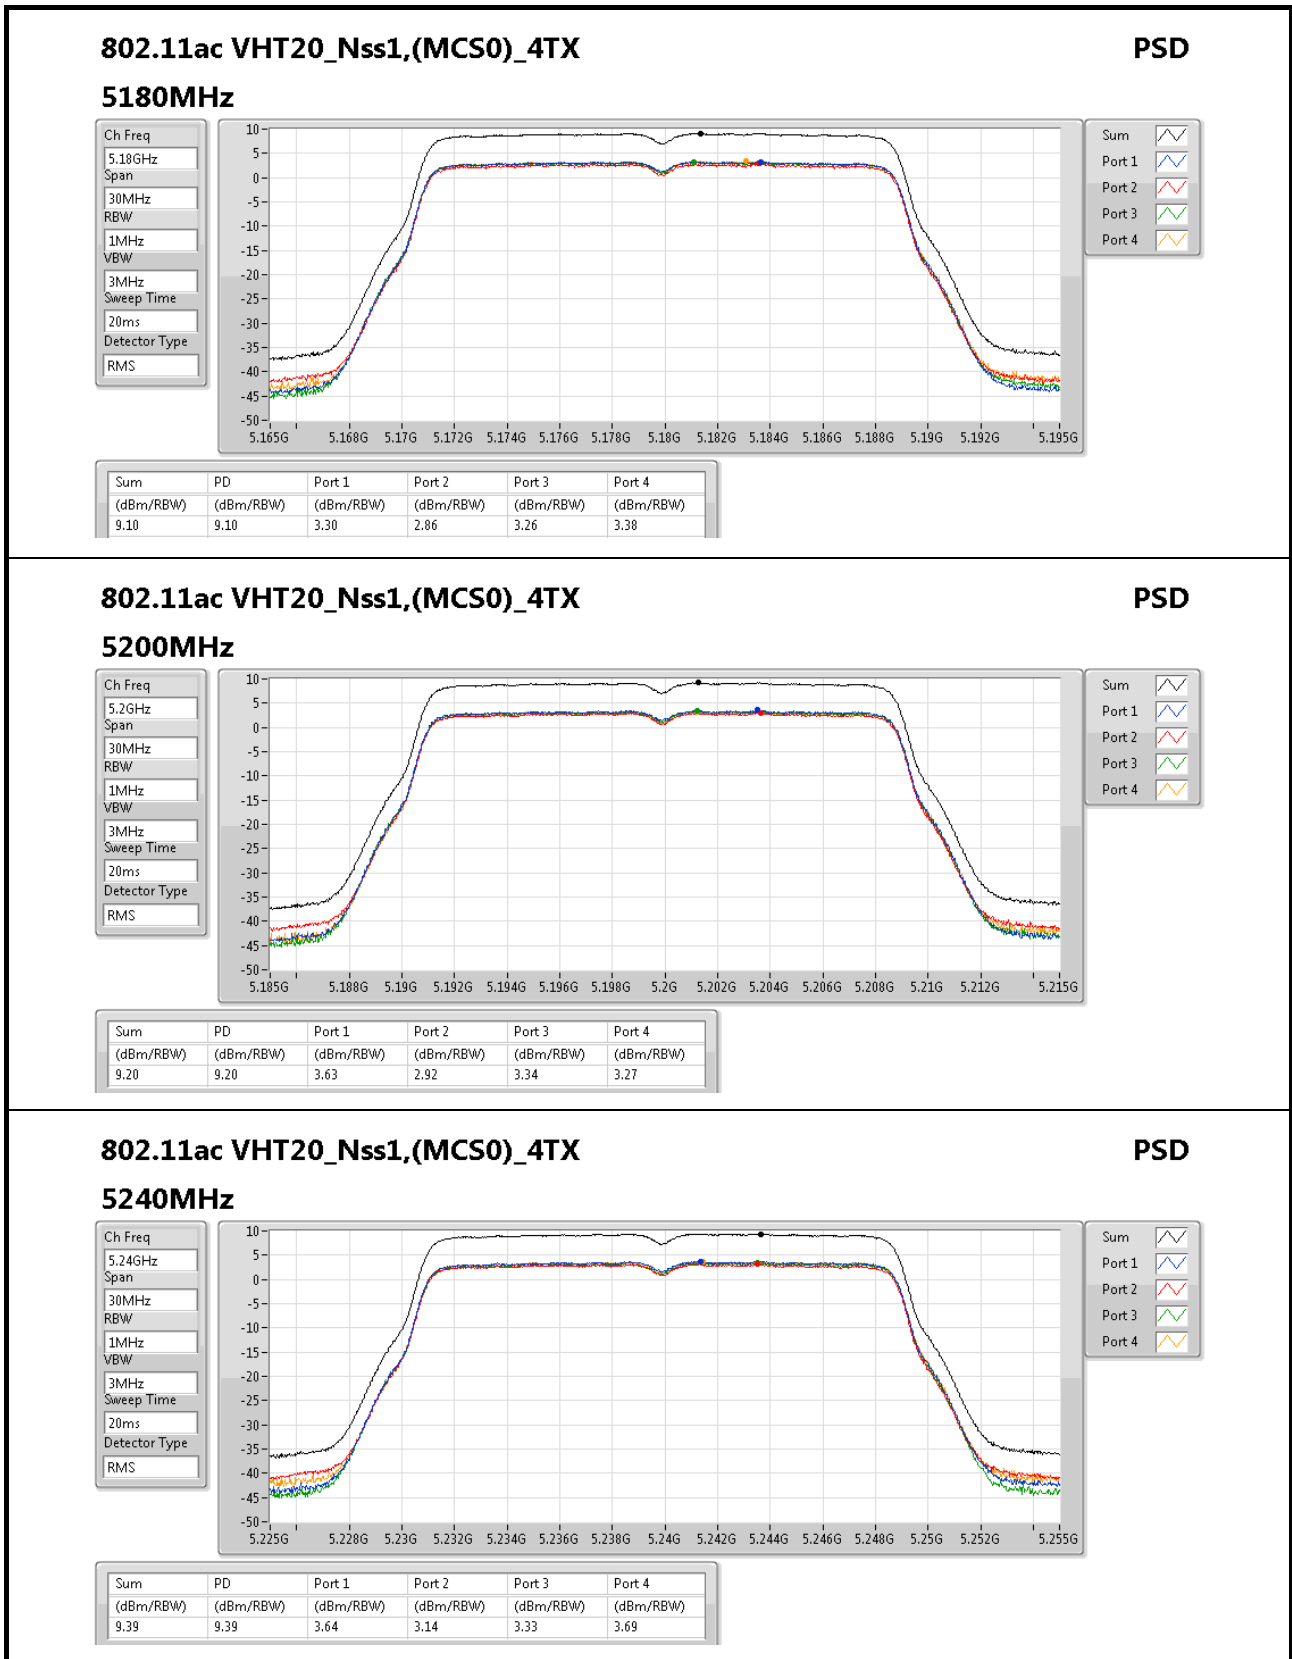 802.11ac VHT20_Nss1,(MCS0)_4TX PSD
5180MHz
Ch Freq
5.18GHz
Span
30MHz
RBW
1MHz
VBW
3MHz
Sweep Time
20ms
Detector Type
RMS
10
5
0
-5
-10
-15
-20
-25
-30
-35
-40
-45
-50
5.165G 5.168G 5.17G 5.172G 5.174G 5.176G 5.178G 5.18G 5.182G 5.184G 5.186G 5.188G 5.19G 5.192G 5.195G
Sum
Port 1
Port 2
Port 3
Port 4
Sum PD Port 1 Port 2 Port 3 Port 4
(dBm/RBW) (dBm/RBW) (dBm/RBW) (dBm/RBW) (dBm/RBW) (dBm/RBW)
9.10 9.10 3.30 2.86 3.26 3.38
802.11ac VHT20_Nss1,(MCS0)_4TX PSD
5200MHz
Ch Freq
5.2GHz
Span
30MHz
RBW
1MHz
VBW
3MHz
Sweep Time
20ms
Detector Type
RMS
10
5
0
-5
-10
-15
-20
-25
-30
-35
-40
-45
-50
5.185G 5.188G 5.19G 5.192G 5.194G 5.196G 5.198G 5.2G 5.202G 5.204G 5.206G 5.208G 5.21G 5.212G 5.215G
Sum
Port 1
Port 2
Port 3
Port 4
Sum PD Port 1 Port 2 Port 3 Port 4
(dBm/RBW) (dBm/RBW) (dBm/RBW) (dBm/RBW) (dBm/RBW) (dBm/RBW)
9.20 9.20 3.63 2.92 3.34 3.27
802.11ac VHT20_Nss1,(MCS0)_4TX PSD
5240MHz
Ch Freq
5.24GHz
Span
30MHz
RBW
1MHz
VBW
3MHz
Sweep Time
20ms
Detector Type
RMS
10
5
0
-5
-10
-15
-20
-25
-30
-35
-40
-45
-50
5.225G 5.228G 5.23G 5.232G 5.234G 5.236G 5.238G 5.24G 5.242G 5.244G 5.246G 5.248G 5.25G 5.252G 5.255G
Sum
Port 1
Port 2
Port 3
Port 4
Sum PD Port 1 Port 2 Port 3 Port 4
(dBm/RBW) (dBm/RBW) (dBm/RBW) (dBm/RBW) (dBm/RBW) (dBm/RBW)
9.39 9.39 3.64 3.14 3.33 3.69